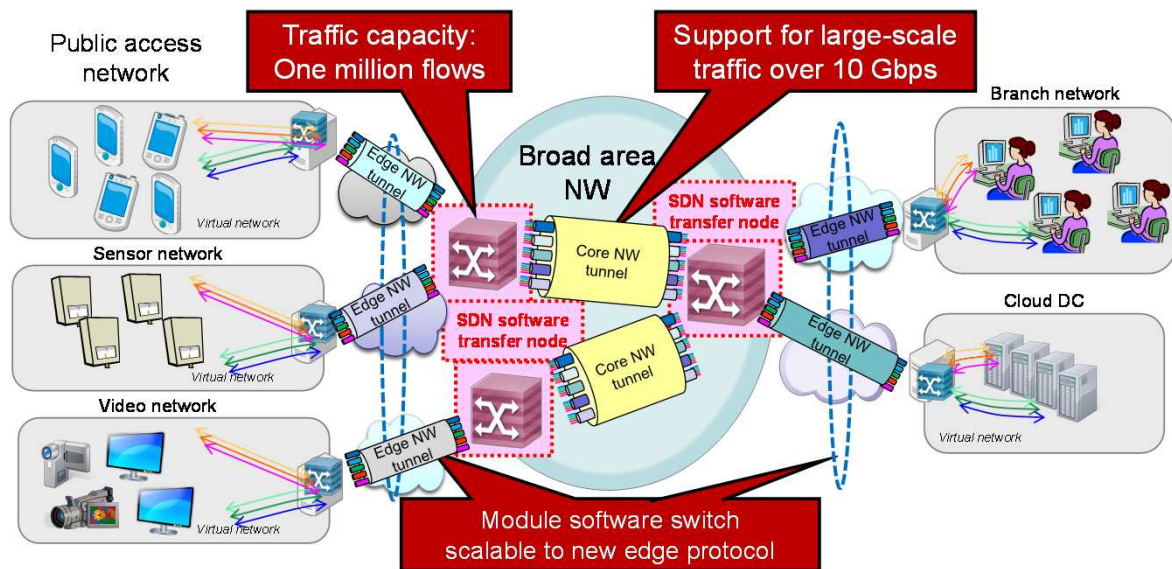 Public access
network
Virtual network
Sensor network
Virtual network
Video network
Virtual network
Traffic capacity:
One million flows
Support for large-scale
traffic over 10 Gbps
Broad area
NW
Edge NW
tunnel
Edge NW
tunnel
Edge NW
tunnel
SDN software
transfer node
SDN software
transfer node
Core NW
tunnel
Core NW
tunnel
Edge NW
tunnel
Edge NW
tunnel
Branch network
Virtual network
Cloud DC
Virtual network
Module software switch
scalable to new edge protocol